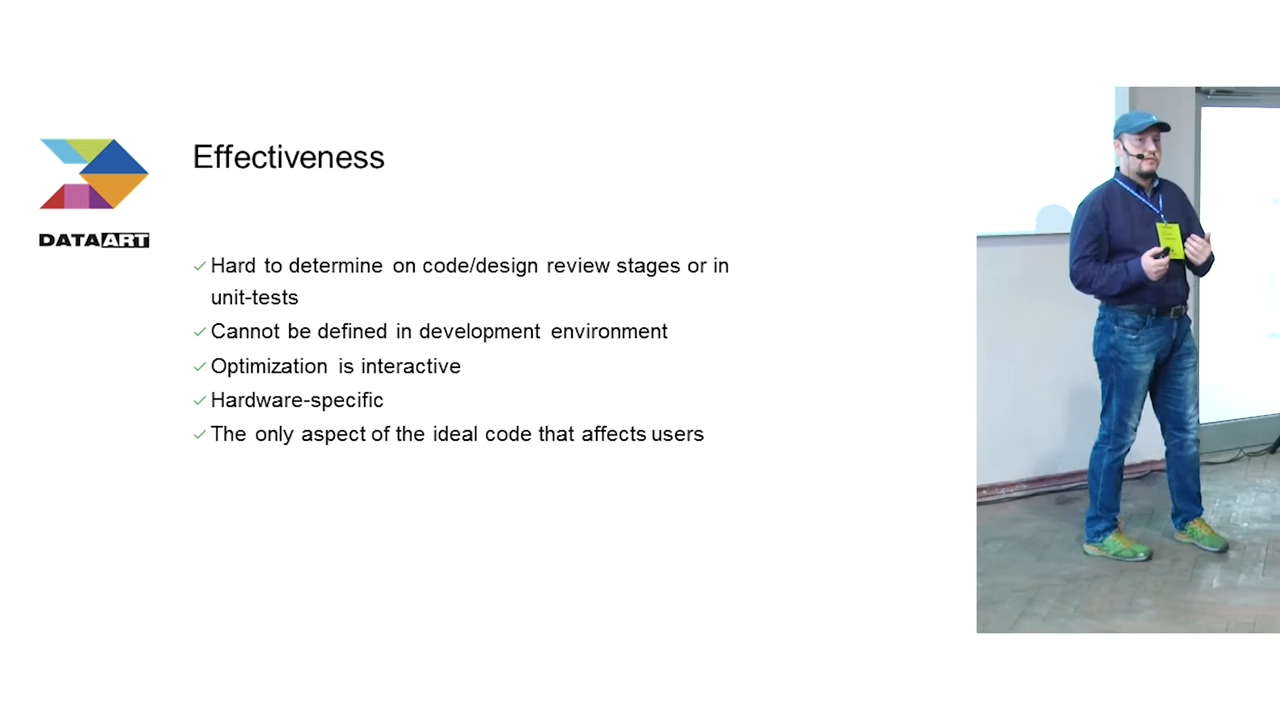 Effectiveness
DATAART
Hard to determine on code/design review stages or in
unit-tests
Cannot be defined in development environment
Optimization is interactive
Hardware-specific
The only aspect of the ideal code that affects users